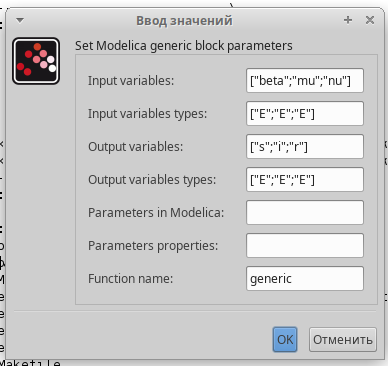 Ввод значений
Set Modelica generic block parameters
Input variables: ["beta";"mu";"nu"]
Input variables types: ["E";"E";"E"]
Output variables: ["s";"i";"r"]
Output variables types: ["E";"E";"E"]
Parameters in Modelica:
Parameters properties:
Function name: generic
OK Отменить
Makefile